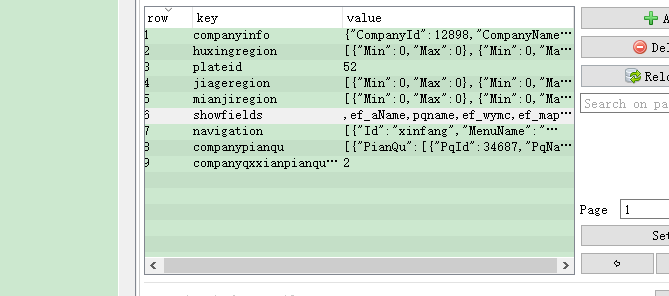 row key value
1 companyinfo {"CompanyId":12898,"CompanyName…
2 huxingregion [{"Min":0,"Max":0},{"Min":0,"Ma…
3 plateid 52
4 jiageregion [{"Min":0,"Max":0},{"Min":0,"Ma…
5 mianjiregion [{"Min":0,"Max":0},{"Min":0,"Ma…
6 showfields ,ef_aName,pqname,ef_wymc,ef_map…
7 navigation [{"Id":"xinfang","MenuName":"…
8 companypianqu [{"PianQu":[{"PqId":34687,"PqNa…
9 companyqxxianpianqu… 2
A
Del
Relo
Search on pa
Page 1
Set